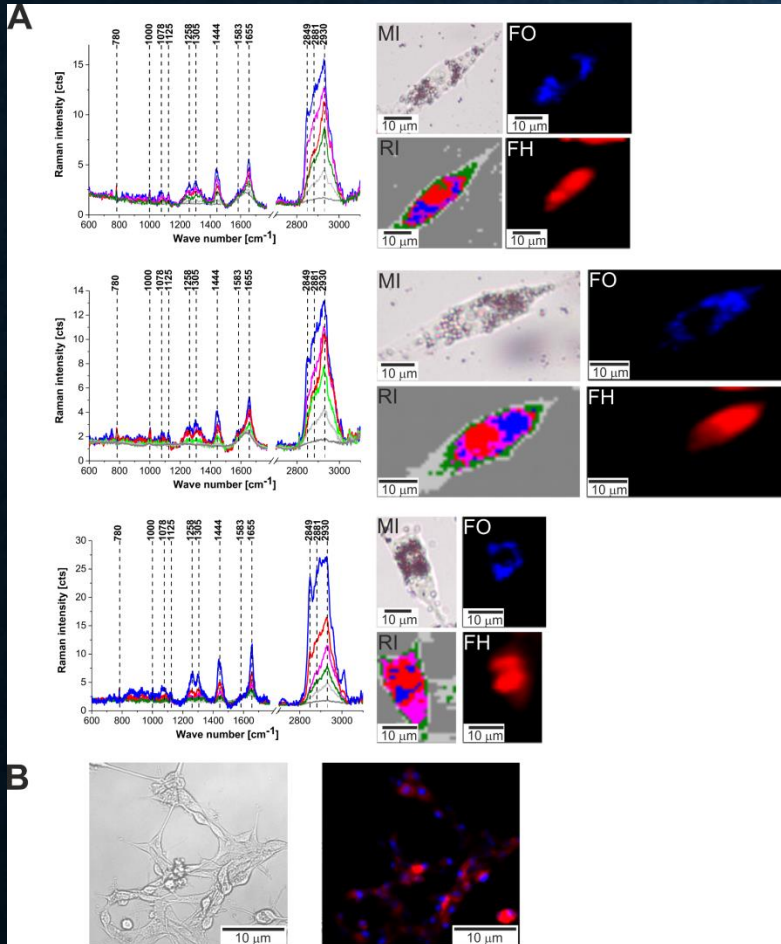 A
780
1000
1078
1125
1258
1305
1444
1583
1655
2849
2881
2930
Raman intensity [cts]
15
10
5
0
600 800 1000 1200 1400 1600 2800 3000
Wave number [cm-1]
MI
10 µm
FO
10 µm
RI
10 µm
FH
10 µm
780
1000
1078
1125
1258
1305
1444
1583
1655
2849
2881
2930
Raman intensity [cts]
14
12
10
8
6
4
2
0
600 800 1000 1200 1400 1600 2800 3000
Wave number [cm-1]
MI
10 µm
FO
10 µm
RI
10 µm
FH
10 µm
780
1000
1078
1125
1258
1305
1444
1583
1655
2849
2881
2930
Raman intensity [cts]
30
25
20
15
10
5
0
600 800 1000 1200 1400 1600 2800 3000
Wave number [cm-1]
MI
10 µm
FO
10 µm
RI
10 µm
FH
10 µm
B
10 µm
10 µm